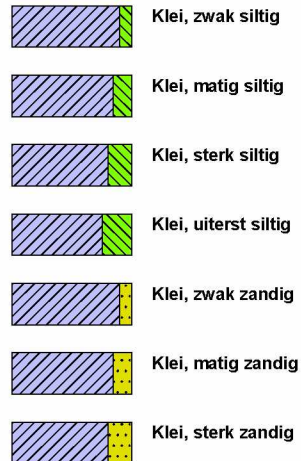 Klei, zwak siltig
Klei, matig siltig
Klei, sterk siltig
Klei, uiterst siltig
Klei, zwak zandig
Klei, matig zandig
Klei, sterk zandig